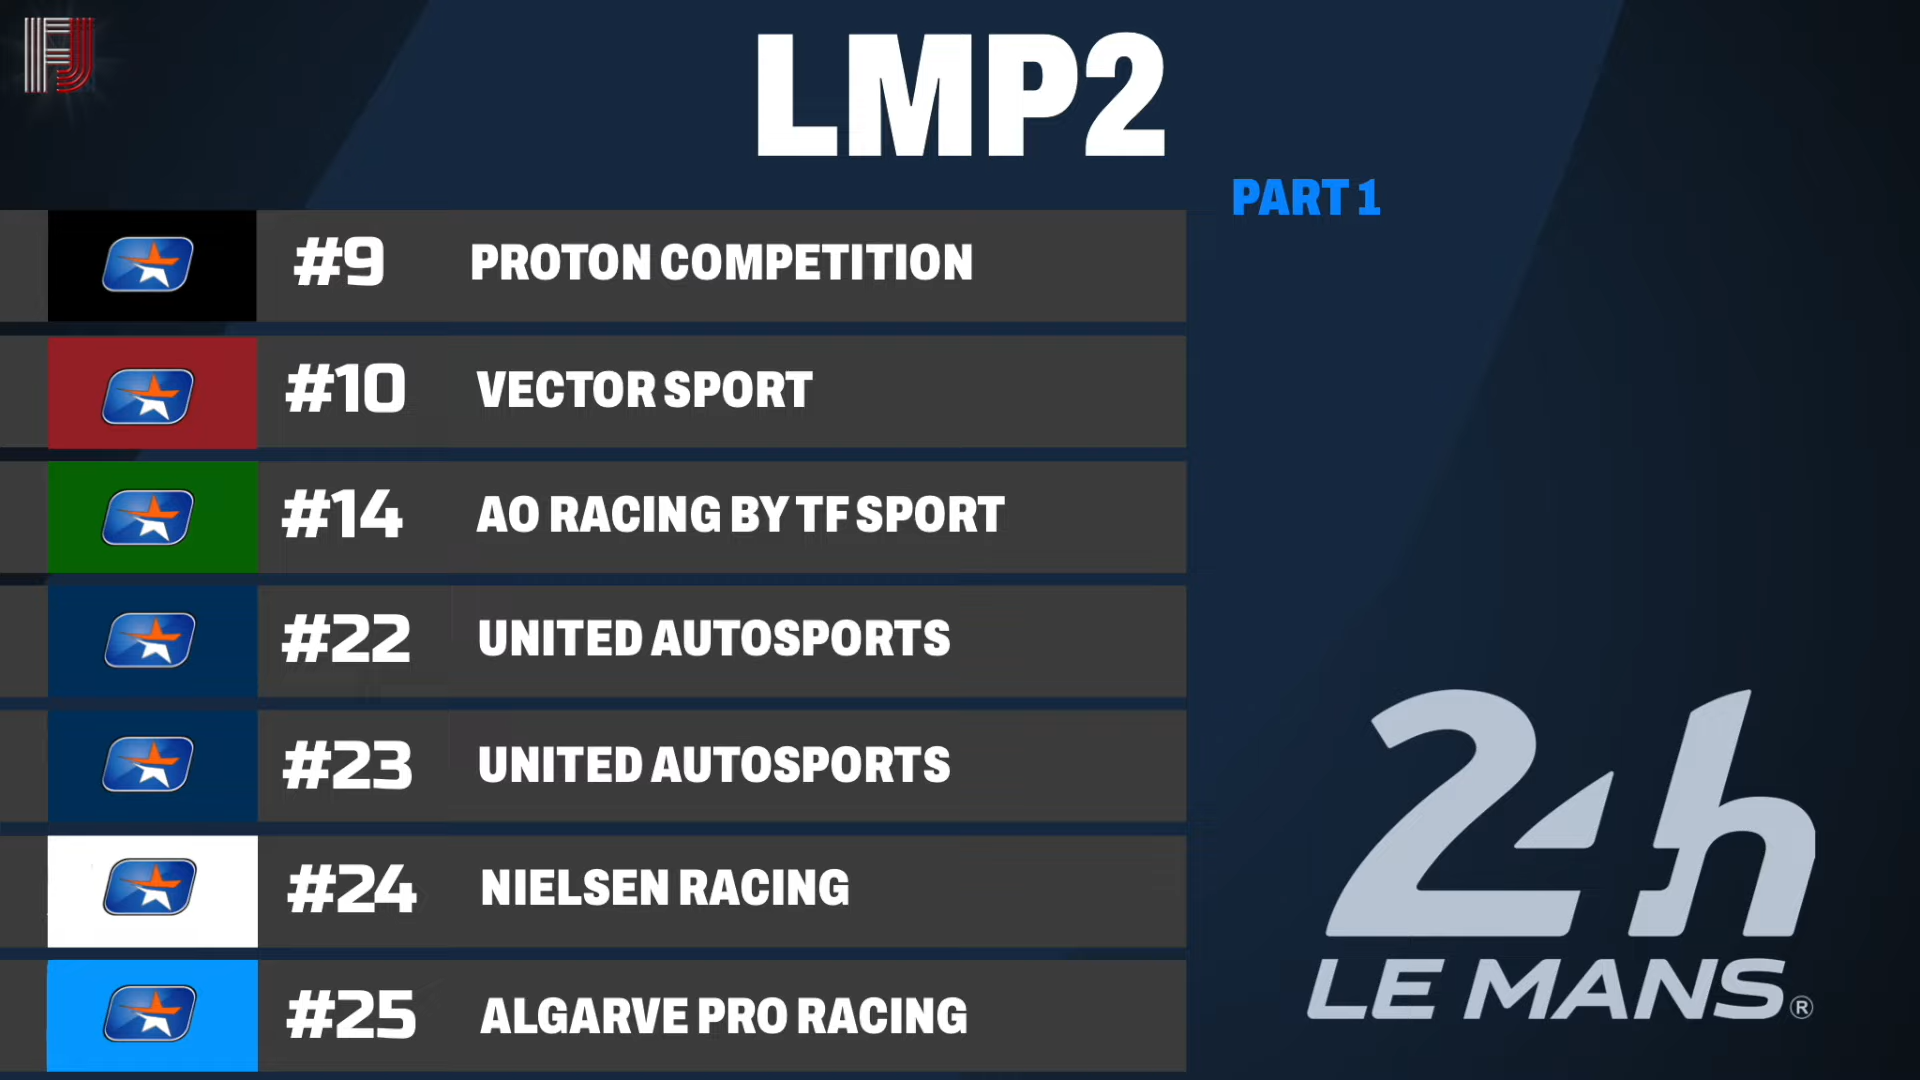 FJ
LMP2
PART 1
#9 PROTON COMPETITION
#10 VECTOR SPORT
#14 AO RACING BY TF SPORT
#22 UNITED AUTOSPORTS
#23 UNITED AUTOSPORTS
#24 NIELSEN RACING
#25 ALGARVE PRO RACING
24h
LE MANS®